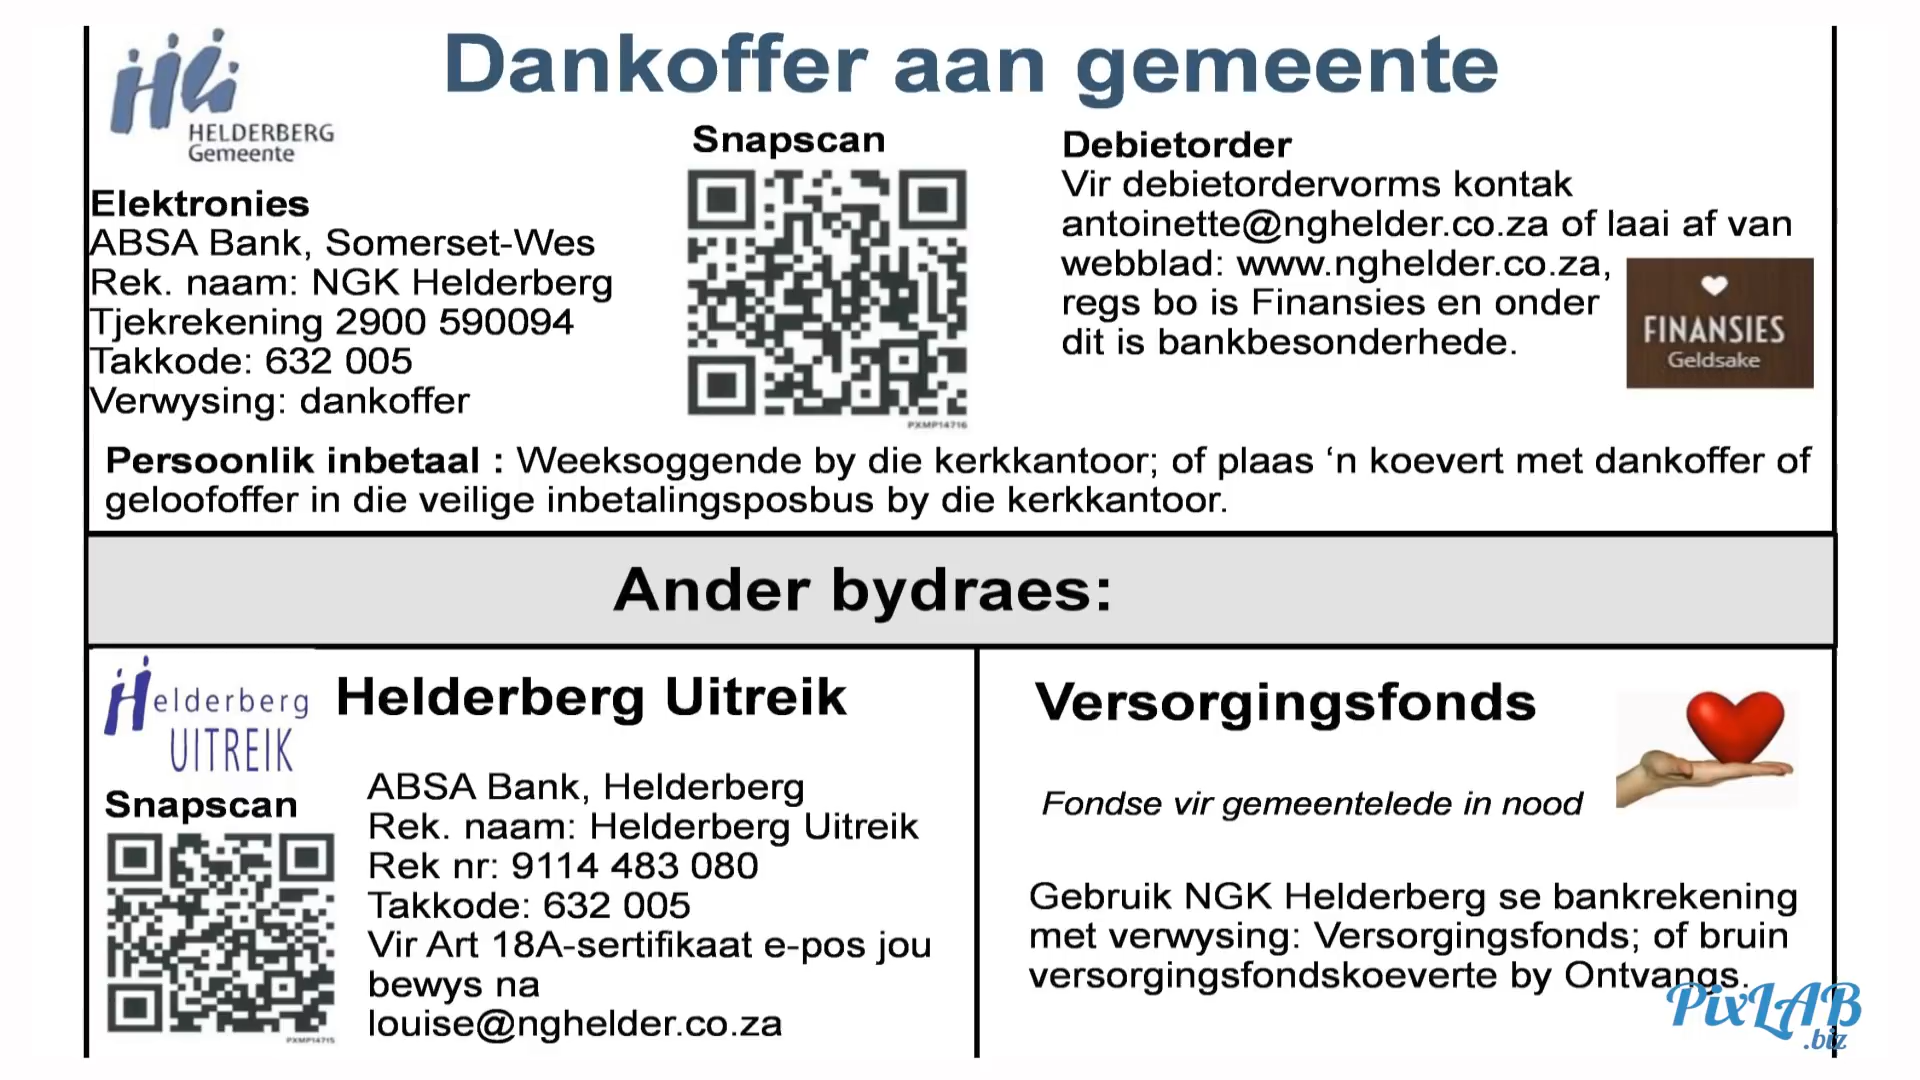 Dankoffer aan gemeente
HELDERBERG
Gemeente
Elektronies
ABSA Bank, Somerset-Wes
Rek. naam: NGK Helderberg
Tjekrekening 2900 590094
Takkode: 632 005
Verwysing: dankoffer
Snapscan
PXMP14716
Debietorder
Vir debietordervorms kontak
antoinette@nghelder.co.za of laai af van
webblad: www.nghelder.co.za,
regs bo is Finansies en onder
dit is bankbesonderhede.
FINANSIES
Geldsake
Persoonlik inbetaal : Weeksoggende by die kerkkantoor; of plaas ‘n koevert met dankoffer of
geloofoffer in die veilige inbetalingsposbus by die kerkkantoor.
Ander bydraes:
Helderberg
UITREIK
Helderberg Uitreik
Snapscan
PXMP14715
ABSA Bank, Helderberg
Rek. naam: Helderberg Uitreik
Rek nr: 9114 483 080
Takkode: 632 005
Vir Art 18A-sertifikaat e-pos jou
bewys na
louise@nghelder.co.za
Versorgingsfonds
Fondse vir gemeentelede in nood
Gebruik NGK Helderberg se bankrekening
met verwysing: Versorgingsfonds; of bruin
versorgingsfondskoeverte by Ontvangs.
PixLAB
.biz